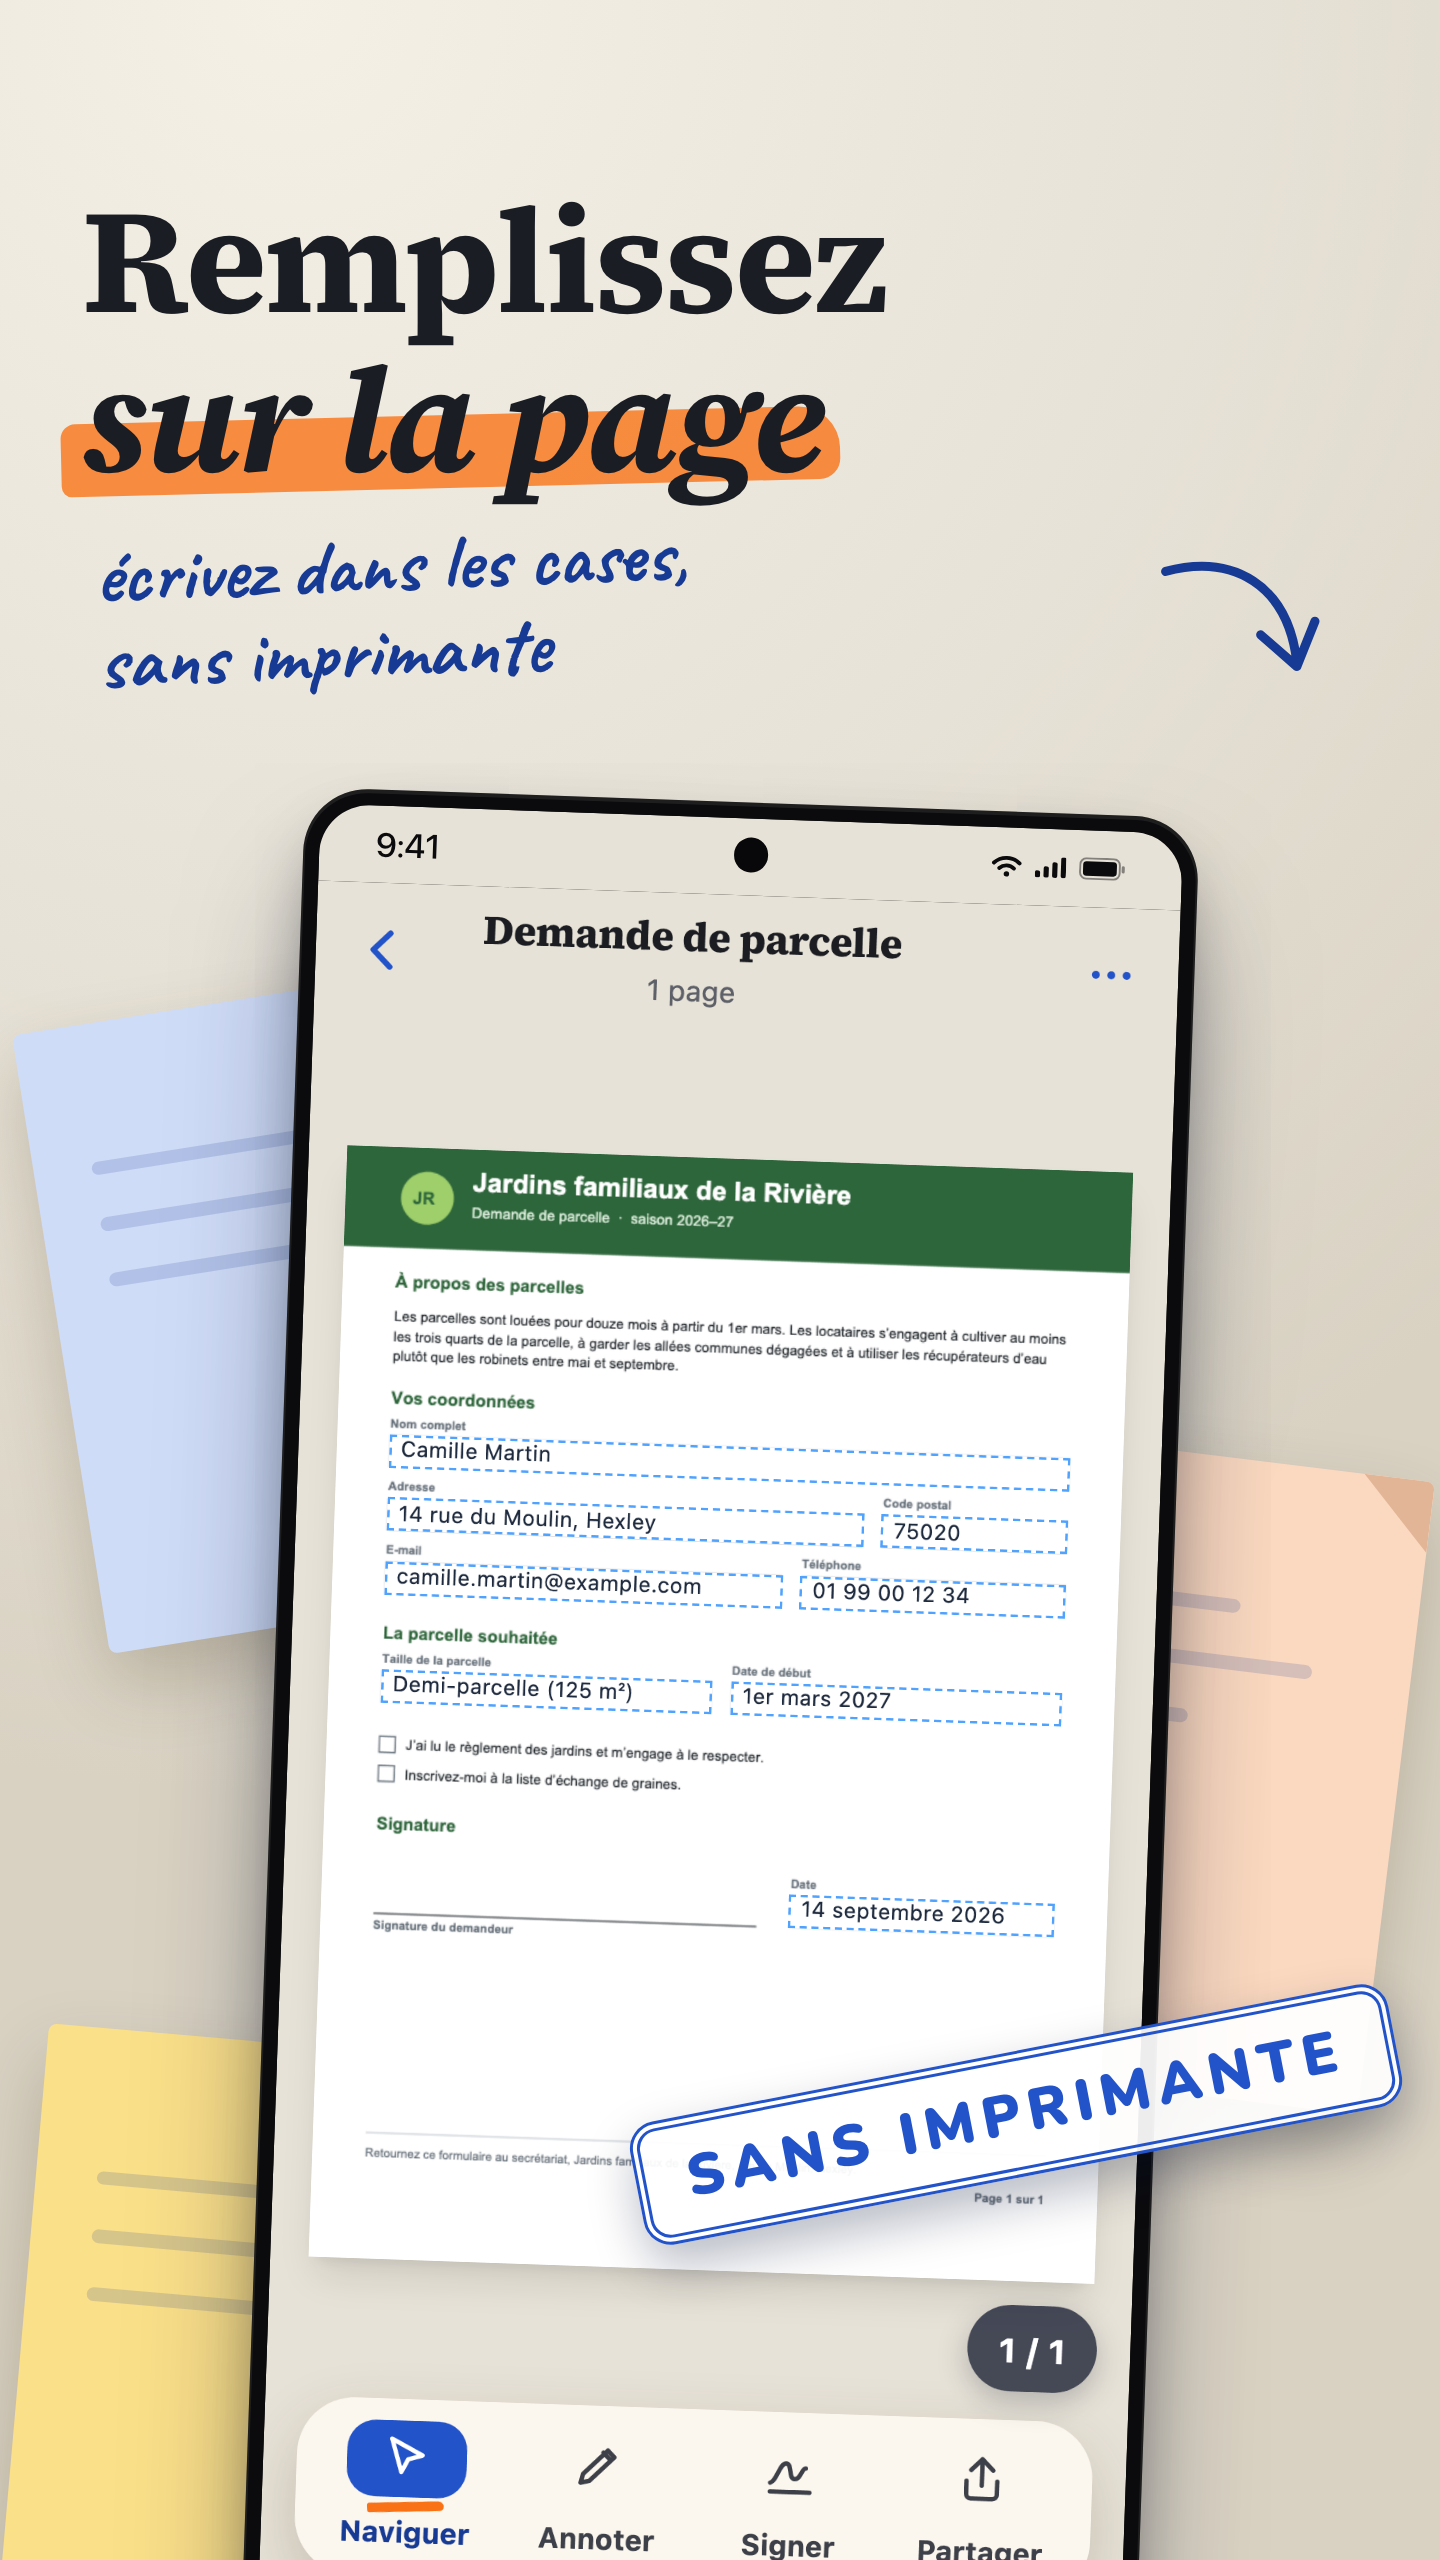 Remplissez
sur la page
écrivez dans les cases,
sans imprimante
9:41
Demande de parcelle
1 page
JR
Jardins familiaux de la Rivière
Demande de parcelle · saison 2026–27
À propos des parcelles
Les parcelles sont louées pour douze mois à partir du 1er mars. Les locataires s'engagent à cultiver au moins
les trois quarts de la parcelle, à garder les allées communes dégagées et à utiliser les récupérateurs d'eau
plutôt que les robinets entre mai et septembre.
Vos coordonnées
Nom complet
Camille Martin
Adresse
Code postal
14 rue du Moulin, Hexley
75020
E-mail
Téléphone
camille.martin@example.com
01 99 00 12 34
La parcelle souhaitée
Taille de la parcelle
Date de début
Demi-parcelle (125 m²)
1er mars 2027
J'ai lu le règlement des jardins et m'engage à le respecter.
Inscrivez-moi à la liste d'échange de graines.
Signature
Date
14 septembre 2026
Signature du demandeur
SANS IMPRIMANTE
Retournez ce formulaire au secrétariat, Jardins
Page 1 sur 1
1 / 1
Naviguer
Annoter
Signer
Partager